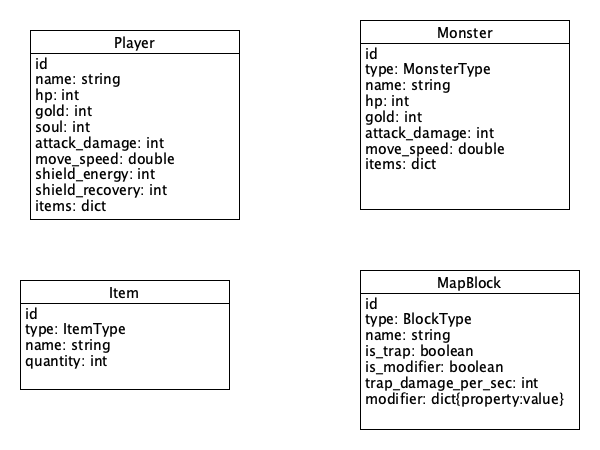 Player
id
name: string
hp: int
gold: int
soul: int
attack_damage: int
move_speed: double
shield_energy: int
shield_recovery: int
items: dict
Monster
id
type: MonsterType
name: string
hp: int
gold: int
attack_damage: int
move_speed: double
items: dict
Item
id
type: ItemType
name: string
quantity: int
MapBlock
id
type: BlockType
name: string
is_trap: boolean
is_modifier: boolean
trap_damage_per_sec: int
modifier: dict{property:value}